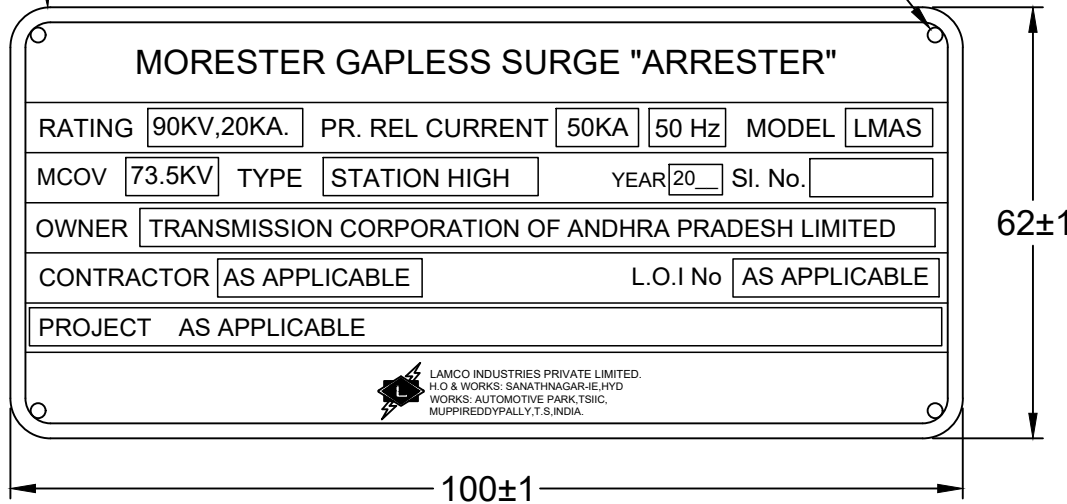 MORESTER GAPLESS SURGE "ARRESTER"
RATING 90KV,20KA. PR. REL CURRENT 50KA 50 Hz MODEL LMAS
MCOV 73.5KV TYPE STATION HIGH YEAR 20__ Sl. No.
OWNER TRANSMISSION CORPORATION OF ANDHRA PRADESH LIMITED
CONTRACTOR AS APPLICABLE L.O.I No AS APPLICABLE
PROJECT AS APPLICABLE
L
LAMCO INDUSTRIES PRIVATE LIMITED.
H.O & WORKS: SANATHNAGAR-IE,HYD
WORKS: AUTOMOTIVE PARK,TSIIC,
MUPPIREDDYPALLY,T.S,INDIA.
62±1
100±1